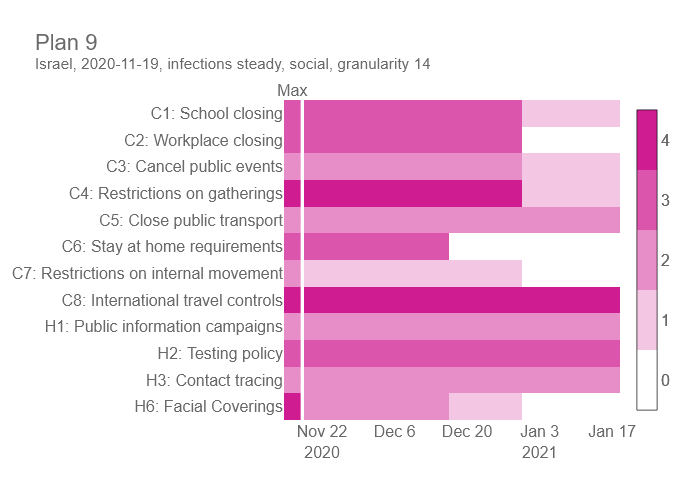 Plan 9
Israel, 2020-11-19, infections steady, social, granularity 14
Max
C1: School closing
C2: Workplace closing
C3: Cancel public events
C4: Restrictions on gatherings
C5: Close public transport
C6: Stay at home requirements
C7: Restrictions on internal movement
C8: International travel controls
H1: Public information campaigns
H2: Testing policy
H3: Contact tracing
H6: Facial Coverings
Nov 22 Dec 6 Dec 20 Jan 3 Jan 17
2020 2021
4
3
2
1
0